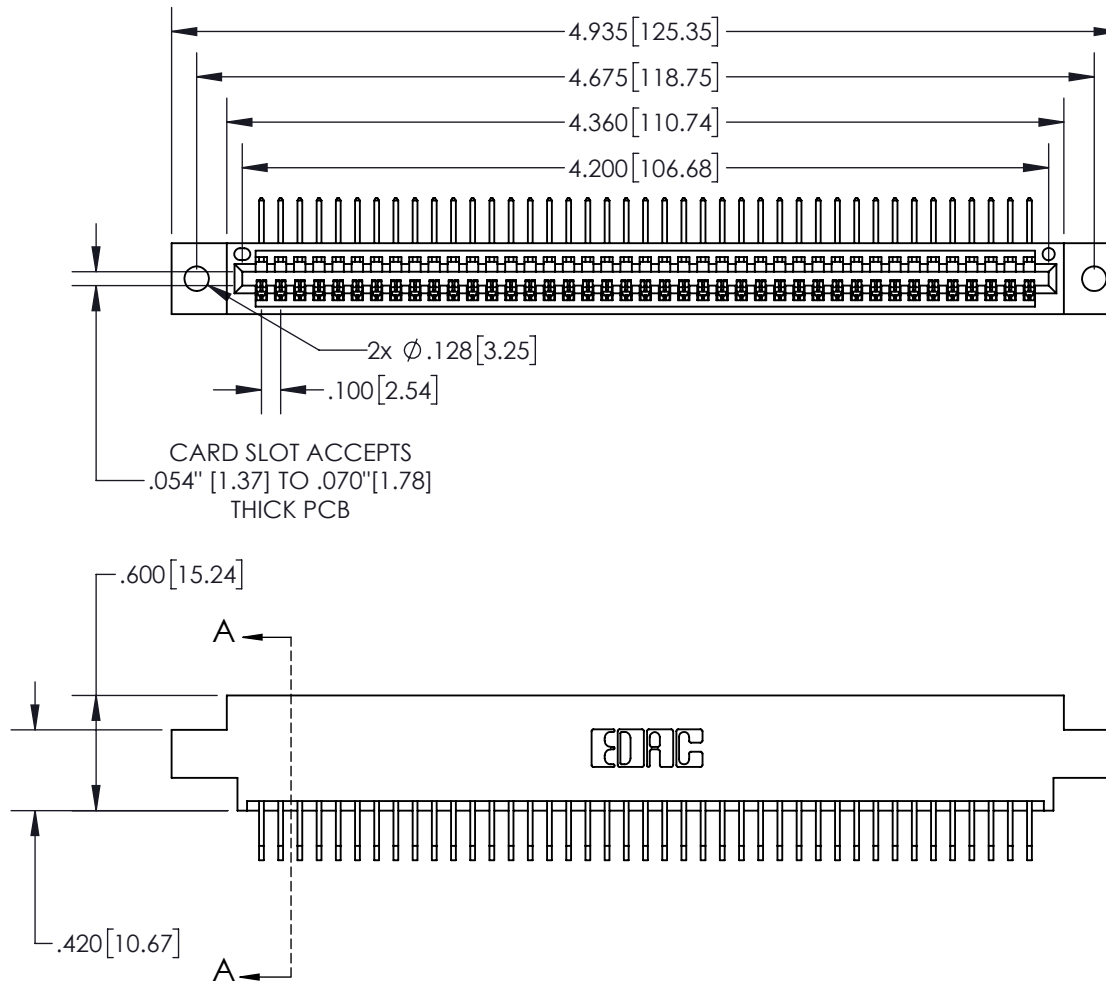 4.935[125.35]
4.675[118.75]
4.360[110.74]
4.200[106.68]
2x Ø.128[3.25]
.100[2.54]
CARD SLOT ACCEPTS
.054" [1.37] TO .070"[1.78]
THICK PCB
.600[15.24]
A
EDAC
.420[10.67]
A